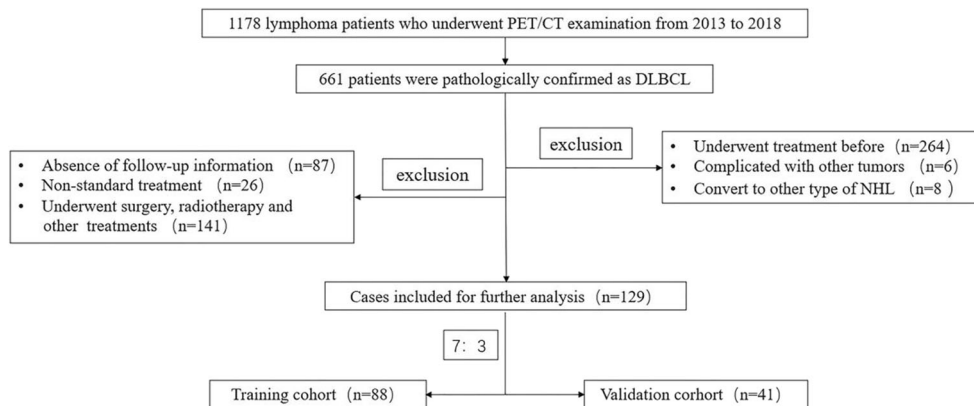 1178 lymphoma patients who underwent PET/CT examination from 2013 to 2018
661 patients were pathologically confirmed as DLBCL
exclusion
• Underwent treatment before (n=264)
• Complicated with other tumors (n=6)
• Convert to other type of NHL (n=8 )
• Absence of follow-up information (n=87)
• Non-standard treatment (n=26)
• Underwent surgery, radiotherapy and
other treatments (n=141)
exclusion
Cases included for further analysis (n=129)
7: 3
Training cohort (n=88)
Validation cohort (n=41)